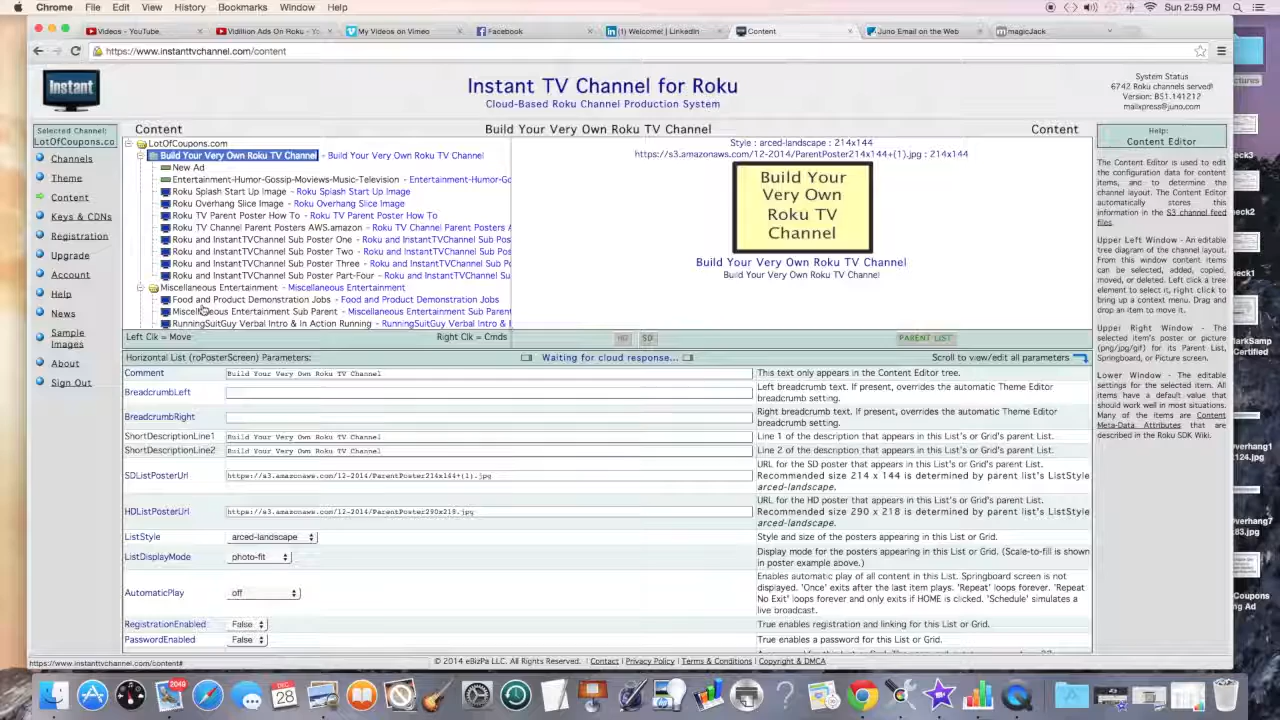 Chrome File Edit View History Bookmarks Window Help
Sun 2:59 PM
Videos - YouTube
Vidillion Ads On Roku - Yo
My Videos on Vimeo
Facebook
(1) Welcome! | LinkedIn
Content
Juno Email on the Web
magicJack
https://www.instanttvchannel.com/content
instant
Instant TV Channel for Roku
Cloud-Based Roku Channel Production System
System Status
6742 Roku channels served!
Version: BS1.141217
mailxpress@juno.com
Selected Channel:
LotOfCoupons.co
Channels
Theme
Content
Keys & CDNs
Registration
Upgrade
Account
Help
News
Sample
Images
About
Sign Out
Content
Build Your Very Own Roku TV Channel
Content
LotOfCoupons.com
Build Your Very Own Roku TV Channel - Build Your Very Own Roku TV Channel
New Ad
Entertainment-Humor-Gossip-Moviews-Music-Television - Entertainment-Humor-Go
Roku Splash Start Up Image - Roku Splash Start Up Image
Roku Overhang Slice Image - Roku Overhang Slice Image
Roku TV Parent Poster How To - Roku TV Parent Poster How To
Roku TV Channel Parent Posters AWS.amazon - Roku TV Channel Parent Posters A
Roku and InstantTVChannel Sub Poster One - Roku and InstantTVChannel Sub Pos
Roku and InstantTVChannel Sub Poster Two - Roku and InstantTVChannel Sub Pos
Roku and InstantTVChannel Sub Poster Three - Roku and InstantTVChannel Sub Po
Roku and InstantTVChannel Sub Poster Part-Four - Roku and InstantTVChannel Sub
Miscellaneous Entertainment - Miscellaneous Entertainment
Food and Product Demonstration Jobs - Food and Product Demonstration Jobs
Miscellaneous Entertainment Sub Parent - Miscellaneous Entertainment Sub Parent
RunningSuitGuy Verbal Intro & In Action Running - RunningSuitGuy Verbal Intro &
Style : arced-landscape : 214x144
https://s3.amazonaws.com/12-2014/ParentPoster214x144+(1).jpg : 214x144
Build Your
Very Own
Roku TV
Channel
Build Your Very Own Roku TV Channel
Build Your Very Own Roku TV Channel
Left Clk = Move
Right Clk = Cmds
HD
SD
PARENT LIST
Horizontal List (roPosterScreen) Parameters:
Waiting for cloud response...
Scroll to view/edit all parameters
Comment
Build Your Very Own Roku TV Channel
This text only appears in the Content Editor tree.
BreadcrumbLeft
Left breadcrumb text. If present, overrides the automatic Theme Editor
breadcrumb setting.
BreadcrumbRight
Right breadcrumb text. If present, overrides the automatic Theme Editor
breadcrumb setting.
ShortDescriptionLine1
Build Your Very Own Roku TV Channel
Line 1 of the description that appears in this List's or Grid's parent List.
ShortDescriptionLine2
Build Your Very Own Roku TV Channel
Line 2 of the description that appears in this List's or Grid's parent List.
SDListPosterUrl
https://s3.amazonaws.com/12-2014/ParentPoster214x144+(1).jpg
URL for the SD poster that appears in this List's or Grid's parent List.
Recommended size 214 x 144 is determined by parent list's ListStyle
arced-landscape.
HDListPosterUrl
https://s3.amazonaws.com/12-2014/ParentPoster290x218.jpg
URL for the HD poster that appears in this List's or Grid's parent List.
Recommended size 290 x 218 is determined by parent list's ListStyle
arced-landscape.
ListStyle
arced-landscape
Style and size of the posters appearing in this List or Grid.
ListDisplayMode
photo-fit
Display mode for the posters appearing in this List or Grid. (Scale-to-fill is shown
in poster example above.)
AutomaticPlay
off
Enables automatic play of all content in this List. Springboard screen is not
displayed. 'Once' exits after the last item plays. 'Repeat' loops forever. 'Repeat
No Exit' loops forever and only exits if HOME is clicked. 'Schedule' simulates a
live broadcast.
RegistrationEnabled
False
True enables registration and linking for this List or Grid.
PasswordEnabled
False
True enables a password for this List or Grid.
Help:
Content Editor
The Content Editor is used to edit
the configuration data for content
items, and to determine the
channel layout. The Content Editor
automatically stores this
information in the S3 channel feed
files.
Upper Left Window - An editable
diagram of the channel layout.
From this window content items
can be selected, added, copied,
moved, or deleted. Left click a tree
element to select it, right click to
bring up a text menu. Drag and
drop an item to move it.
Upper Right Window - The
selected item's poster or picture
(png/jpg/gif) for its Parent List,
Springboard, or Picture screen.
Lower Window - The editable
settings for the selected item. All
items have a default value that
should work well in most situations.
Many of the items are Content
Meta-Data Attributes that are
described in the Roku SDK Wiki.
https://www.instanttvchannel.com/content#
All Rights Reserved. | Contact | Privacy Policy | Terms & Conditions | Copyright & DMCA
2049
DEC
28